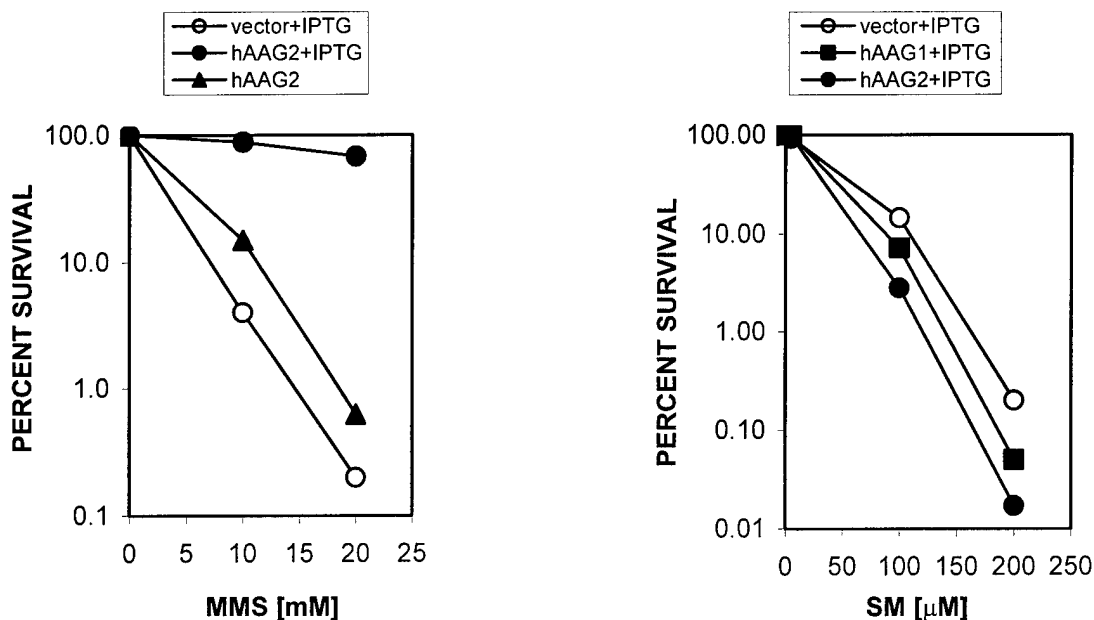 vector+IPTG
hAAG2+IPTG
hAAG2
PERCENT SURVIVAL
100.0
10.0
1.0
0.1
0 5 10 15 20 25
MMS [mM]
vector+IPTG
hAAG1+IPTG
hAAG2+IPTG
PERCENT SURVIVAL
100.00
10.00
1.00
0.10
0.01
0 50 100 150 200 250
SM [µM]